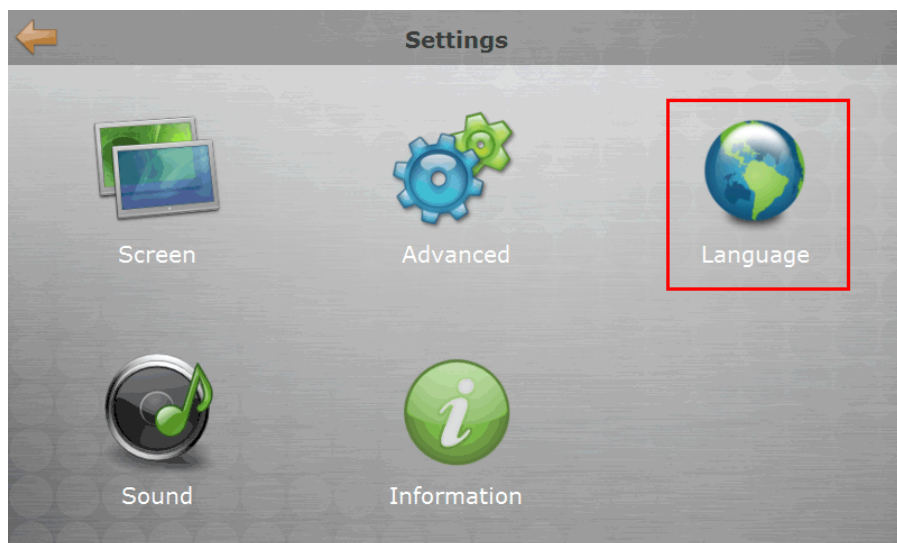 Settings
Screen
Advanced
Language
Sound
Information